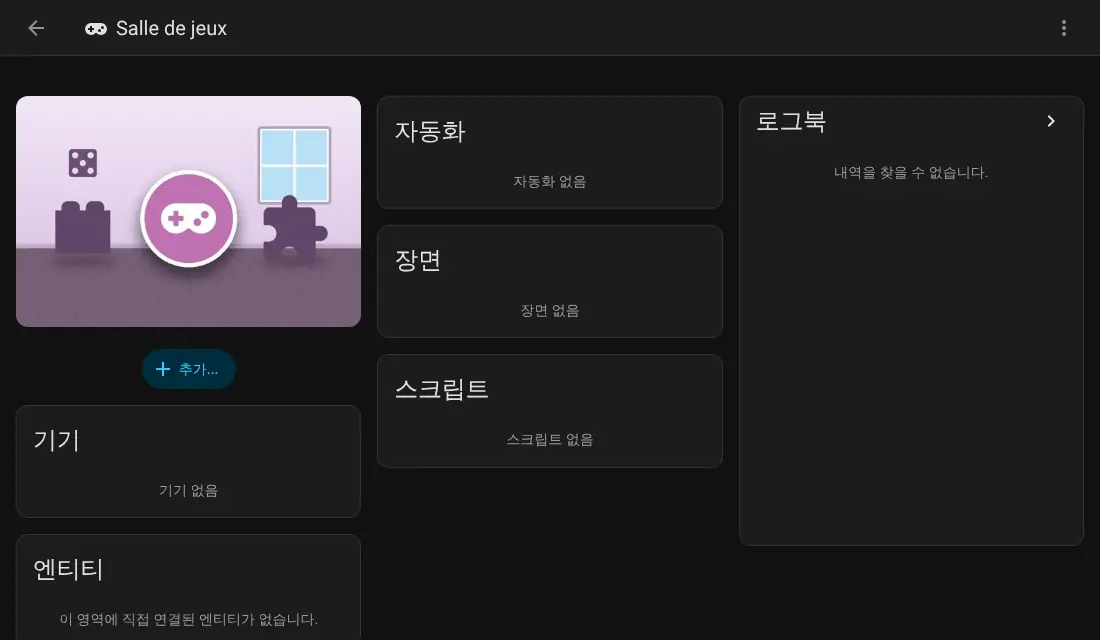 Salle de jeux
추가...
기기
기기 없음
엔티티
이 영역에 직접 연결된 엔티티가 없습니다.
자동화
자동화 없음
장면
장면 없음
스크립트
스크립트 없음
로그북
내역을 찾을 수 없습니다.